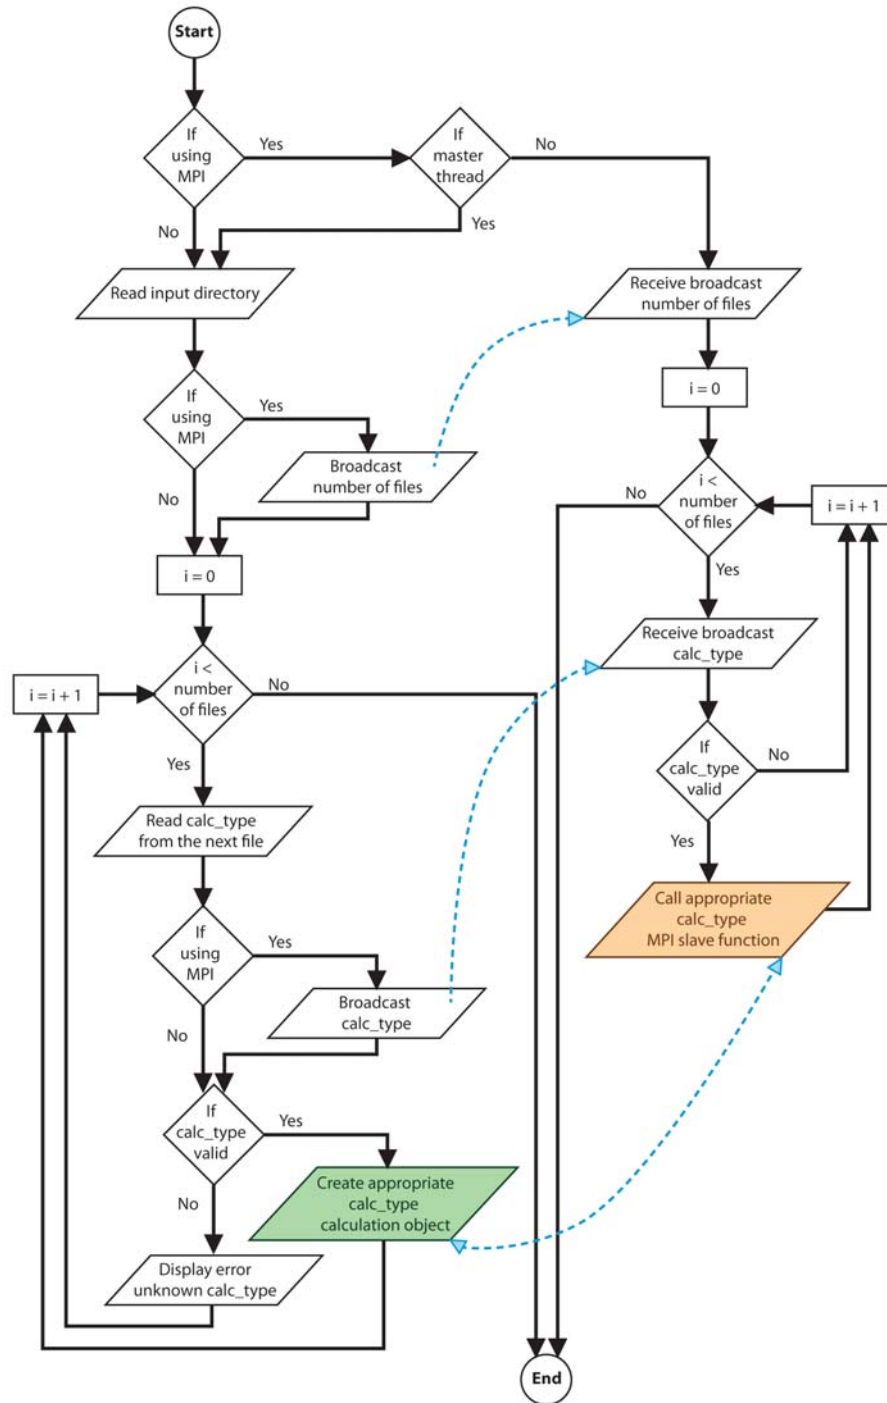 Start
If
using
MPI
Yes
No
If
master
thread
No
Yes
Read input directory
Receive broadcast
number of files
If
using
MPI
Yes
No
Broadcast
number of files
i = 0
i = 0
i <
number
of files
No
Yes
i = i + 1
i = i + 1
i <
number
of files
No
Yes
Receive broadcast
calc_type
If
calc_type
valid
No
Yes
Read calc_type
from the next file
Call appropriate
calc_type
MPI slave function
If
using
MPI
Yes
No
Broadcast
calc_type
If
calc_type
valid
Yes
No
Create appropriate
calc_type
calculation object
Display error
unknown calc_type
End